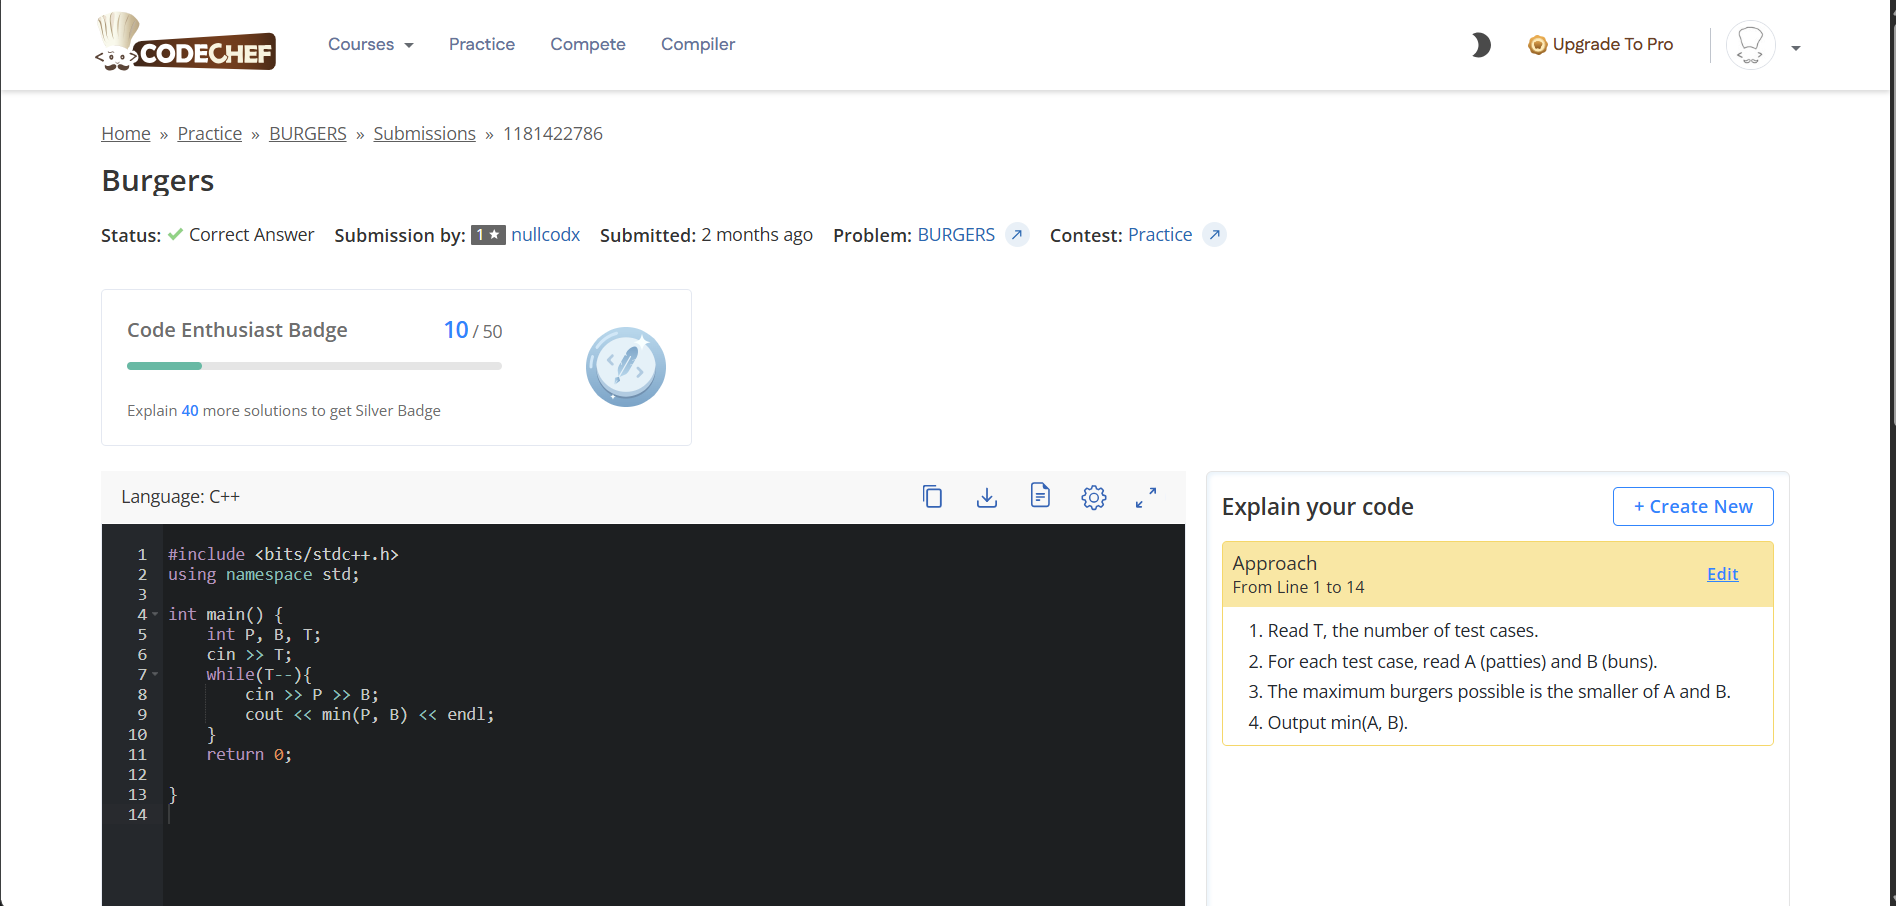 CODECHEF
Courses Practice Compete Compiler Upgrade To Pro
Home » Practice » BURGERS » Submissions » 1181422786
Burgers
Status: Correct Answer Submission by: 1★ nullcodx Submitted: 2 months ago Problem: BURGERS Contest: Practice
Code Enthusiast Badge 10 / 50
Explain 40 more solutions to get Silver Badge
Language: C++
1 #include <bits/stdc++.h>
2 using namespace std;
3
4 int main() {
5     int P, B, T;
6     cin >> T;
7     while(T--){
8         cin >> P >> B;
9         cout << min(P, B) << endl;
10     }
11     return 0;
12
13 }
14
Explain your code + Create New
Approach
From Line 1 to 14
Edit
1. Read T, the number of test cases.
2. For each test case, read A (patties) and B (buns).
3. The maximum burgers possible is the smaller of A and B.
4. Output min(A, B).